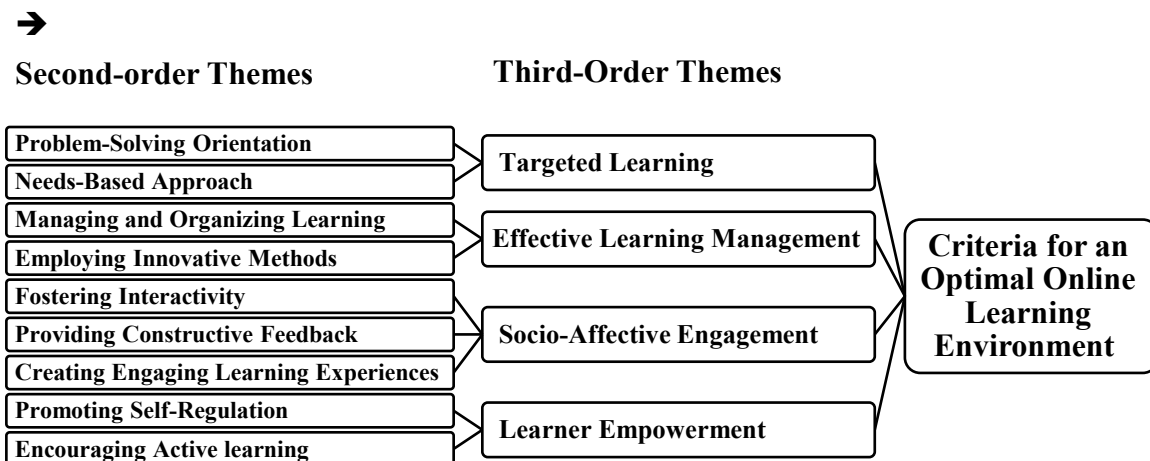 ➔
Second-order Themes
Third-Order Themes
Problem-Solving Orientation
Needs-Based Approach
Managing and Organizing Learning
Employing Innovative Methods
Fostering Interactivity
Providing Constructive Feedback
Creating Engaging Learning Experiences
Promoting Self-Regulation
Encouraging Active learning
Targeted Learning
Effective Learning Management
Socio-Affective Engagement
Learner Empowerment
Criteria for an
Optimal Online
Learning
Environment